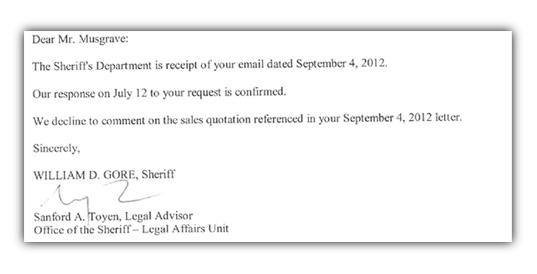 Dear Mr. Musgrave:
The Sheriff's Department is receipt of your email dated September 4, 2012.
Our response on July 12 to your request is confirmed.
We decline to comment on the sales quotation referenced in your September 4, 2012 letter.
Sincerely,
WILLIAM D. GORE, Sheriff
Sanford A. Toyen, Legal Advisor
Office of the Sheriff – Legal Affairs Unit